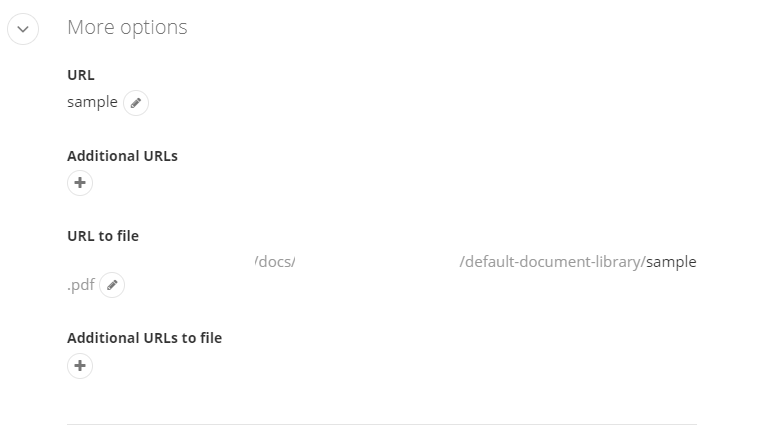 More options
URL
sample
Additional URLs
URL to file
/docs/ /default-document-library/sample
.pdf
Additional URLs to file